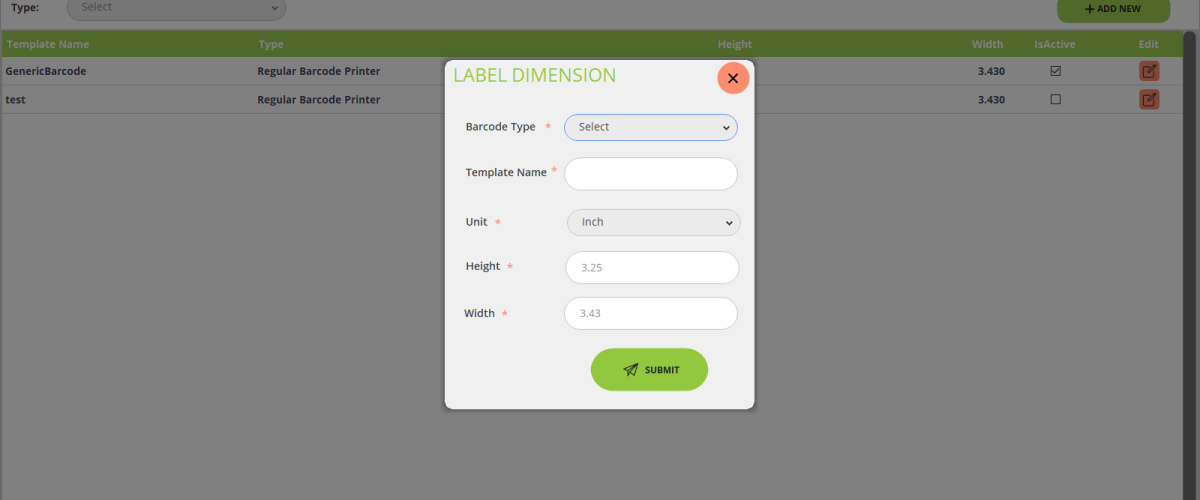 Type: Select + ADD NEW
Template Name Type Height Width IsActive Edit
GenericBarcode Regular Barcode Printer 3.430
test Regular Barcode Printer 3.430
LABEL DIMENSION
Barcode Type * Select
Template Name *
Unit * Inch
Height * 3.25
Width * 3.43
SUBMIT